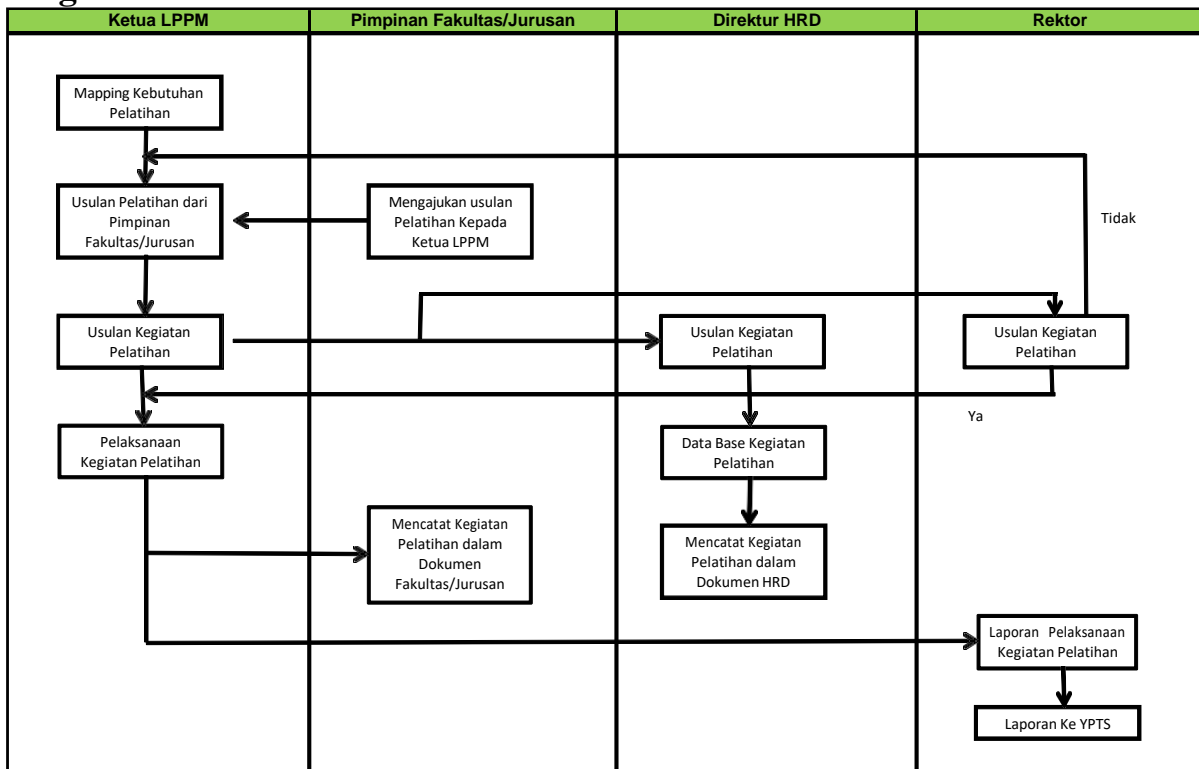 Ketua LPPM
Pimpinan Fakultas/Jurusan
Direktur HRD
Rektor
Mapping Kebutuhan
Pelatihan
Usulan Pelatihan dari
Pimpinan
Fakultas/Jurusan
Mengajukan usulan
Pelatihan Kepada
Ketua LPPM
Tidak
Usulan Kegiatan
Pelatihan
Usulan Kegiatan
Pelatihan
Usulan Kegiatan
Pelatihan
Ya
Pelaksanaan
Kegiatan Pelatihan
Data Base Kegiatan
Pelatihan
Mencatat Kegiatan
Pelatihan dalam
Dokumen
Fakultas/Jurusan
Mencatat Kegiatan
Pelatihan dalam
Dokumen HRD
Laporan Pelaksanaan
Kegiatan Pelatihan
Laporan Ke YPTS